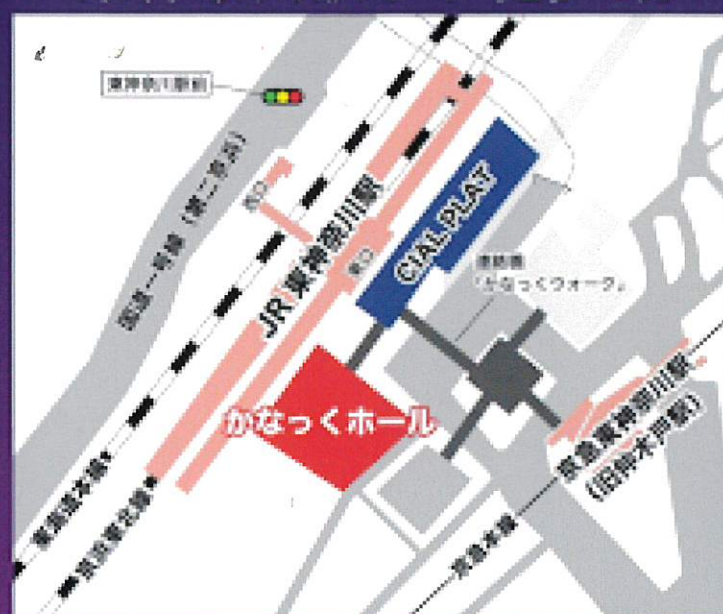 東神奈川駅前
国道一号線(第二京浜)
西口
JR 東神奈川駅
東口
CIAL PLAT
連絡橋
「かなっくウォーク」
かなっくホール
京急東神奈川駅
(旧仲木戸駅)
東海道本線
京浜東北線
京急本線